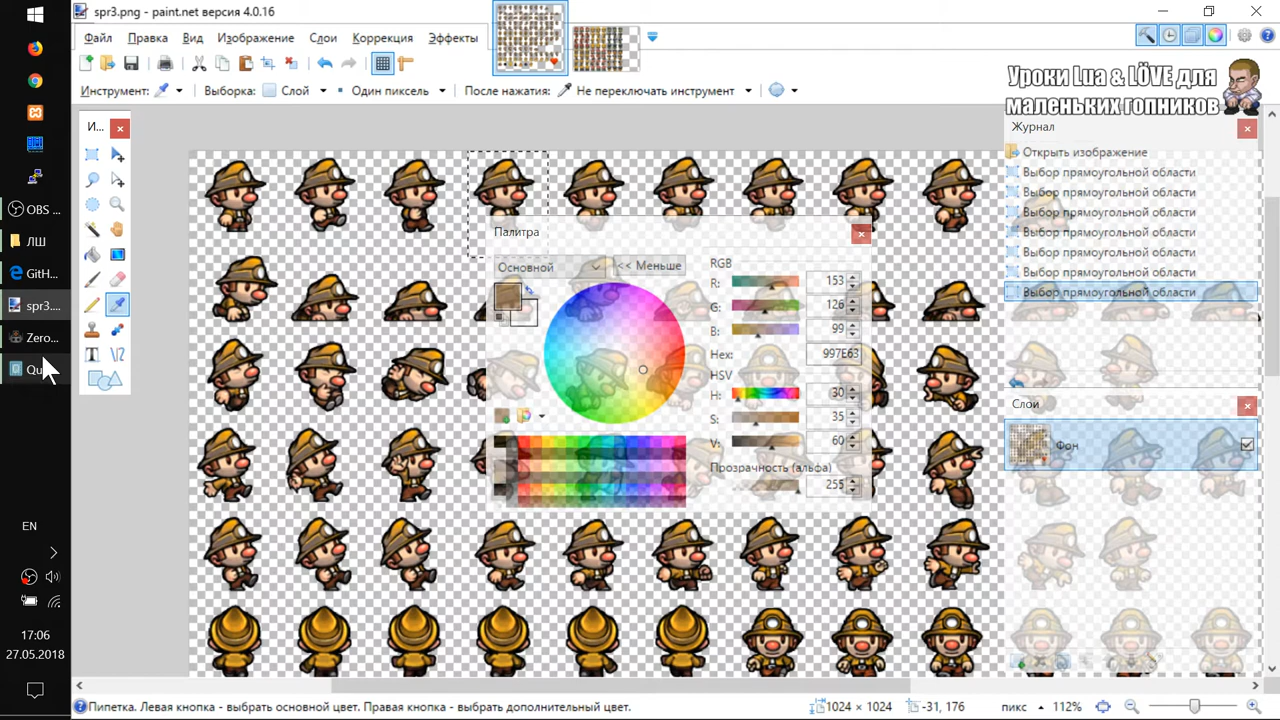 spr3.png - paint.net версия 4.0.16
Файл Правка Вид Изображение Слои Коррекция Эффекты
Инструмент: Выборка: Слой Один пиксель После нажатия: Не переключать инструмент
Уроки Lua & LÖVE для
маленьких гопников
И...
Журнал
Открыть изображение
Выбор прямоугольной области
Выбор прямоугольной области
Выбор прямоугольной области
Выбор прямоугольной области
Выбор прямоугольной области
Выбор прямоугольной области
Выбор прямоугольной области
OBS ...
ЛШ
GitH...
spr3....
Zero...
Qu
Палитра
Основной << Меньше
RGB
R: 153
G: 126
B: 99
Hex: 997E63
HSV
H: 30
S: 35
V: 60
Прозрачность (альфа)
255
Слои
Фон
EN
17:06
27.05.2018
Пипетка. Левая кнопка - выбрать основной цвет. Правая кнопка - выбрать дополнительный цвет.
1024 × 1024 -31, 176 пикс 112%